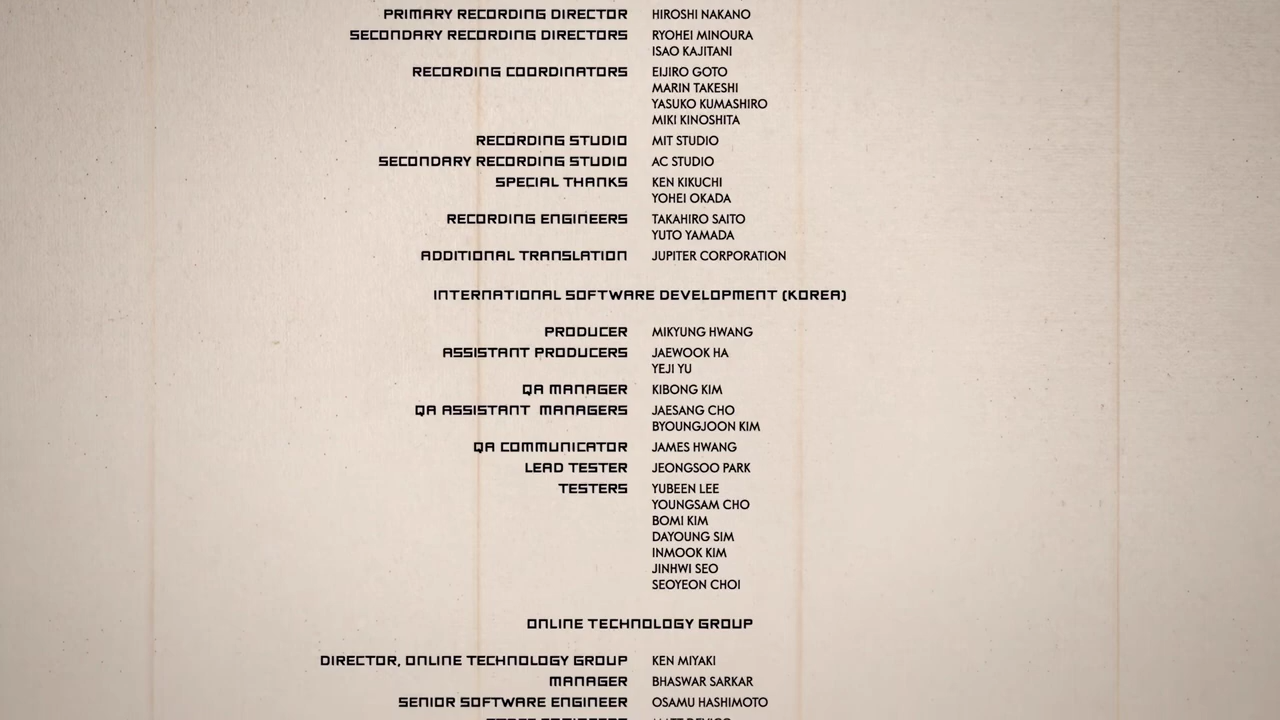 PRIMARY RECORDING DIRECTOR HIROSHI NAKANO
SECONDARY RECORDING DIRECTORS RYOHEI MINOURA
ISAO KAJITANI
RECORDING COORDINATORS EIJIRO GOTO
MARIN TAKESHI
YASUKO KUMASHIRO
MIKI KINOSHITA
RECORDING STUDIO MIT STUDIO
SECONDARY RECORDING STUDIO AC STUDIO
SPECIAL THANKS KEN KIKUCHI
YOHEI OKADA
RECORDING ENGINEERS TAKAHIRO SAITO
YUTO YAMADA
ADDITIONAL TRANSLATION JUPITER CORPORATION
INTERNATIONAL SOFTWARE DEVELOPMENT (KOREA)
PRODUCER MIKYUNG HWANG
ASSISTANT PRODUCERS JAEWOOK HA
YEJI YU
QA MANAGER KIBONG KIM
QA ASSISTANT MANAGERS JAESANG CHO
BYOUNGJOON KIM
QA COMMUNICATOR JAMES HWANG
LEAD TESTER JEONGSOO PARK
TESTERS YUBEEN LEE
YOUNGSAM CHO
BOMI KIM
DAYOUNG SIM
INMOOK KIM
JINHWI SEO
SEOYEON CHOI
ONLINE TECHNOLOGY GROUP
DIRECTOR, ONLINE TECHNOLOGY GROUP KEN MIYAKI
MANAGER BHASWAR SARKAR
SENIOR SOFTWARE ENGINEER OSAMU HASHIMOTO